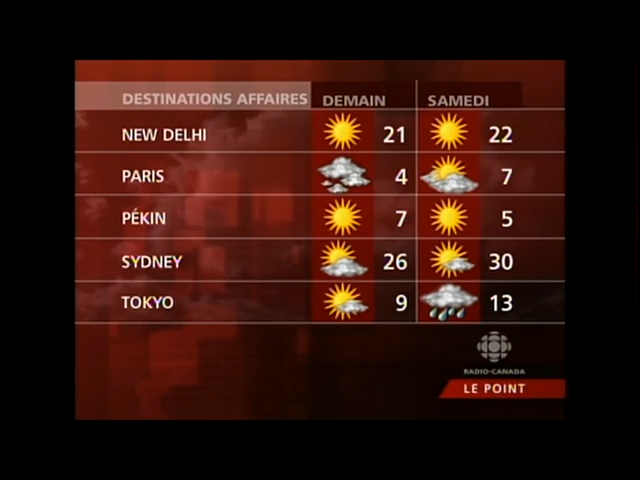 DESTINATIONS AFFAIRES DEMAIN SAMEDI
NEW DELHI 21 22
PARIS 4 7
PÉKIN 7 5
SYDNEY 26 30
TOKYO 9 13
RADIO-CANADA
LE POINT